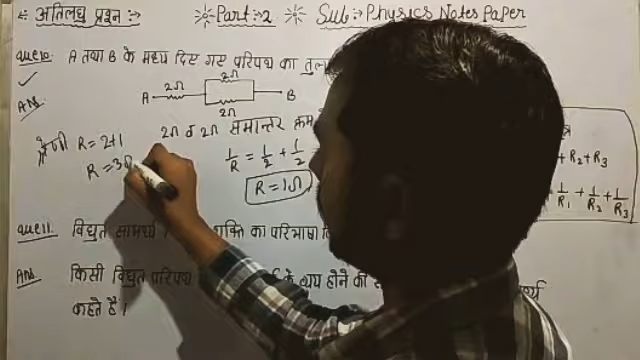 अतिलघु प्रश्न :→ Part:→2 Sub:→Physics Notes Paper
Que10. A तथा B के मध्य दिए गए परिपथ का
Ans
2Ω 2Ω
A B
2Ω
श्रेणी R = 2+1
R = 3Ω
2Ω व 2Ω समान्तर क्रम
1/R = 1/2 + 1/2
R = 1Ω
+ R2 + R3
= 1/R1 + 1/R2 + 1/R3
Que11. विद्युत सामर्थ्य शक्ति का परिभाषा
Ans किसी विद्युत परिपथ के व्यय होने की
कहते हैं।